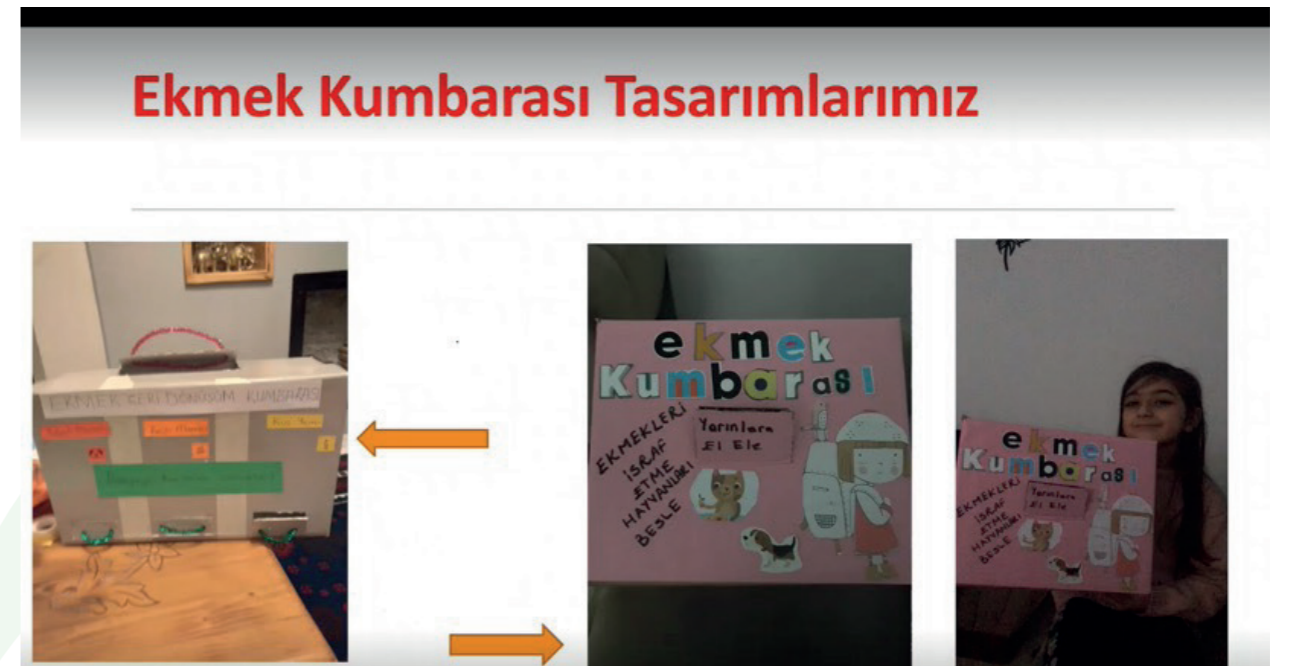 Ekmek Kumbarası Tasarımlarımız
EKMEK GERİ DÖNÜŞÜM KUMBARASI
ekmek
Kumbarası
EKMEKLERİ
İSRAF
ETME
HAYVANLARI
BESLE
Yarınlara
El Ele
ekmek
Kumbarası
EKMEKLERİ
İSRAF
ETME
HAYVANLARI
BESLE
Yarınlara
El Ele